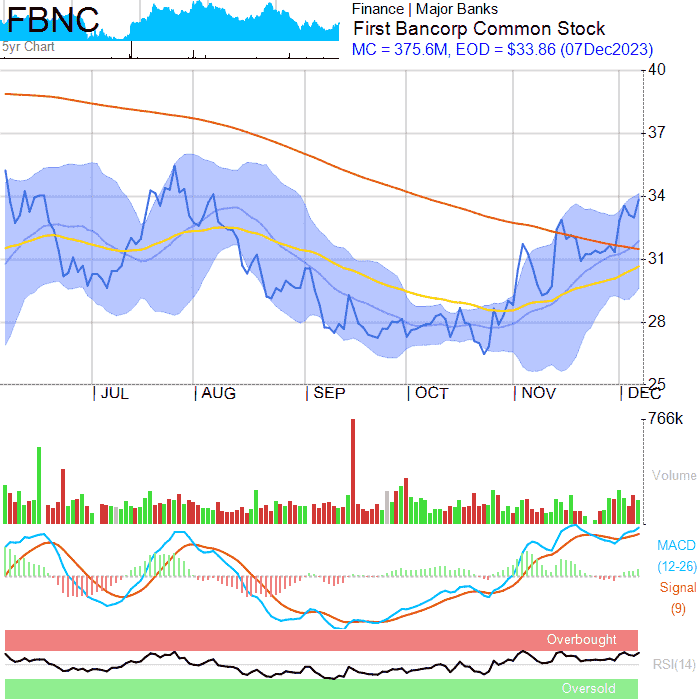 FBNC
5yr Chart
Finance | Major Banks
First Bancorp Common Stock
MC = 375.6M, EOD = $33.86 (07Dec2023)
40
37
34
31
28
25
JUL AUG SEP OCT NOV DEC
766k
Volume
MACD
(12-26)
Signal
(9)
Overbought
RSI(14)
Oversold